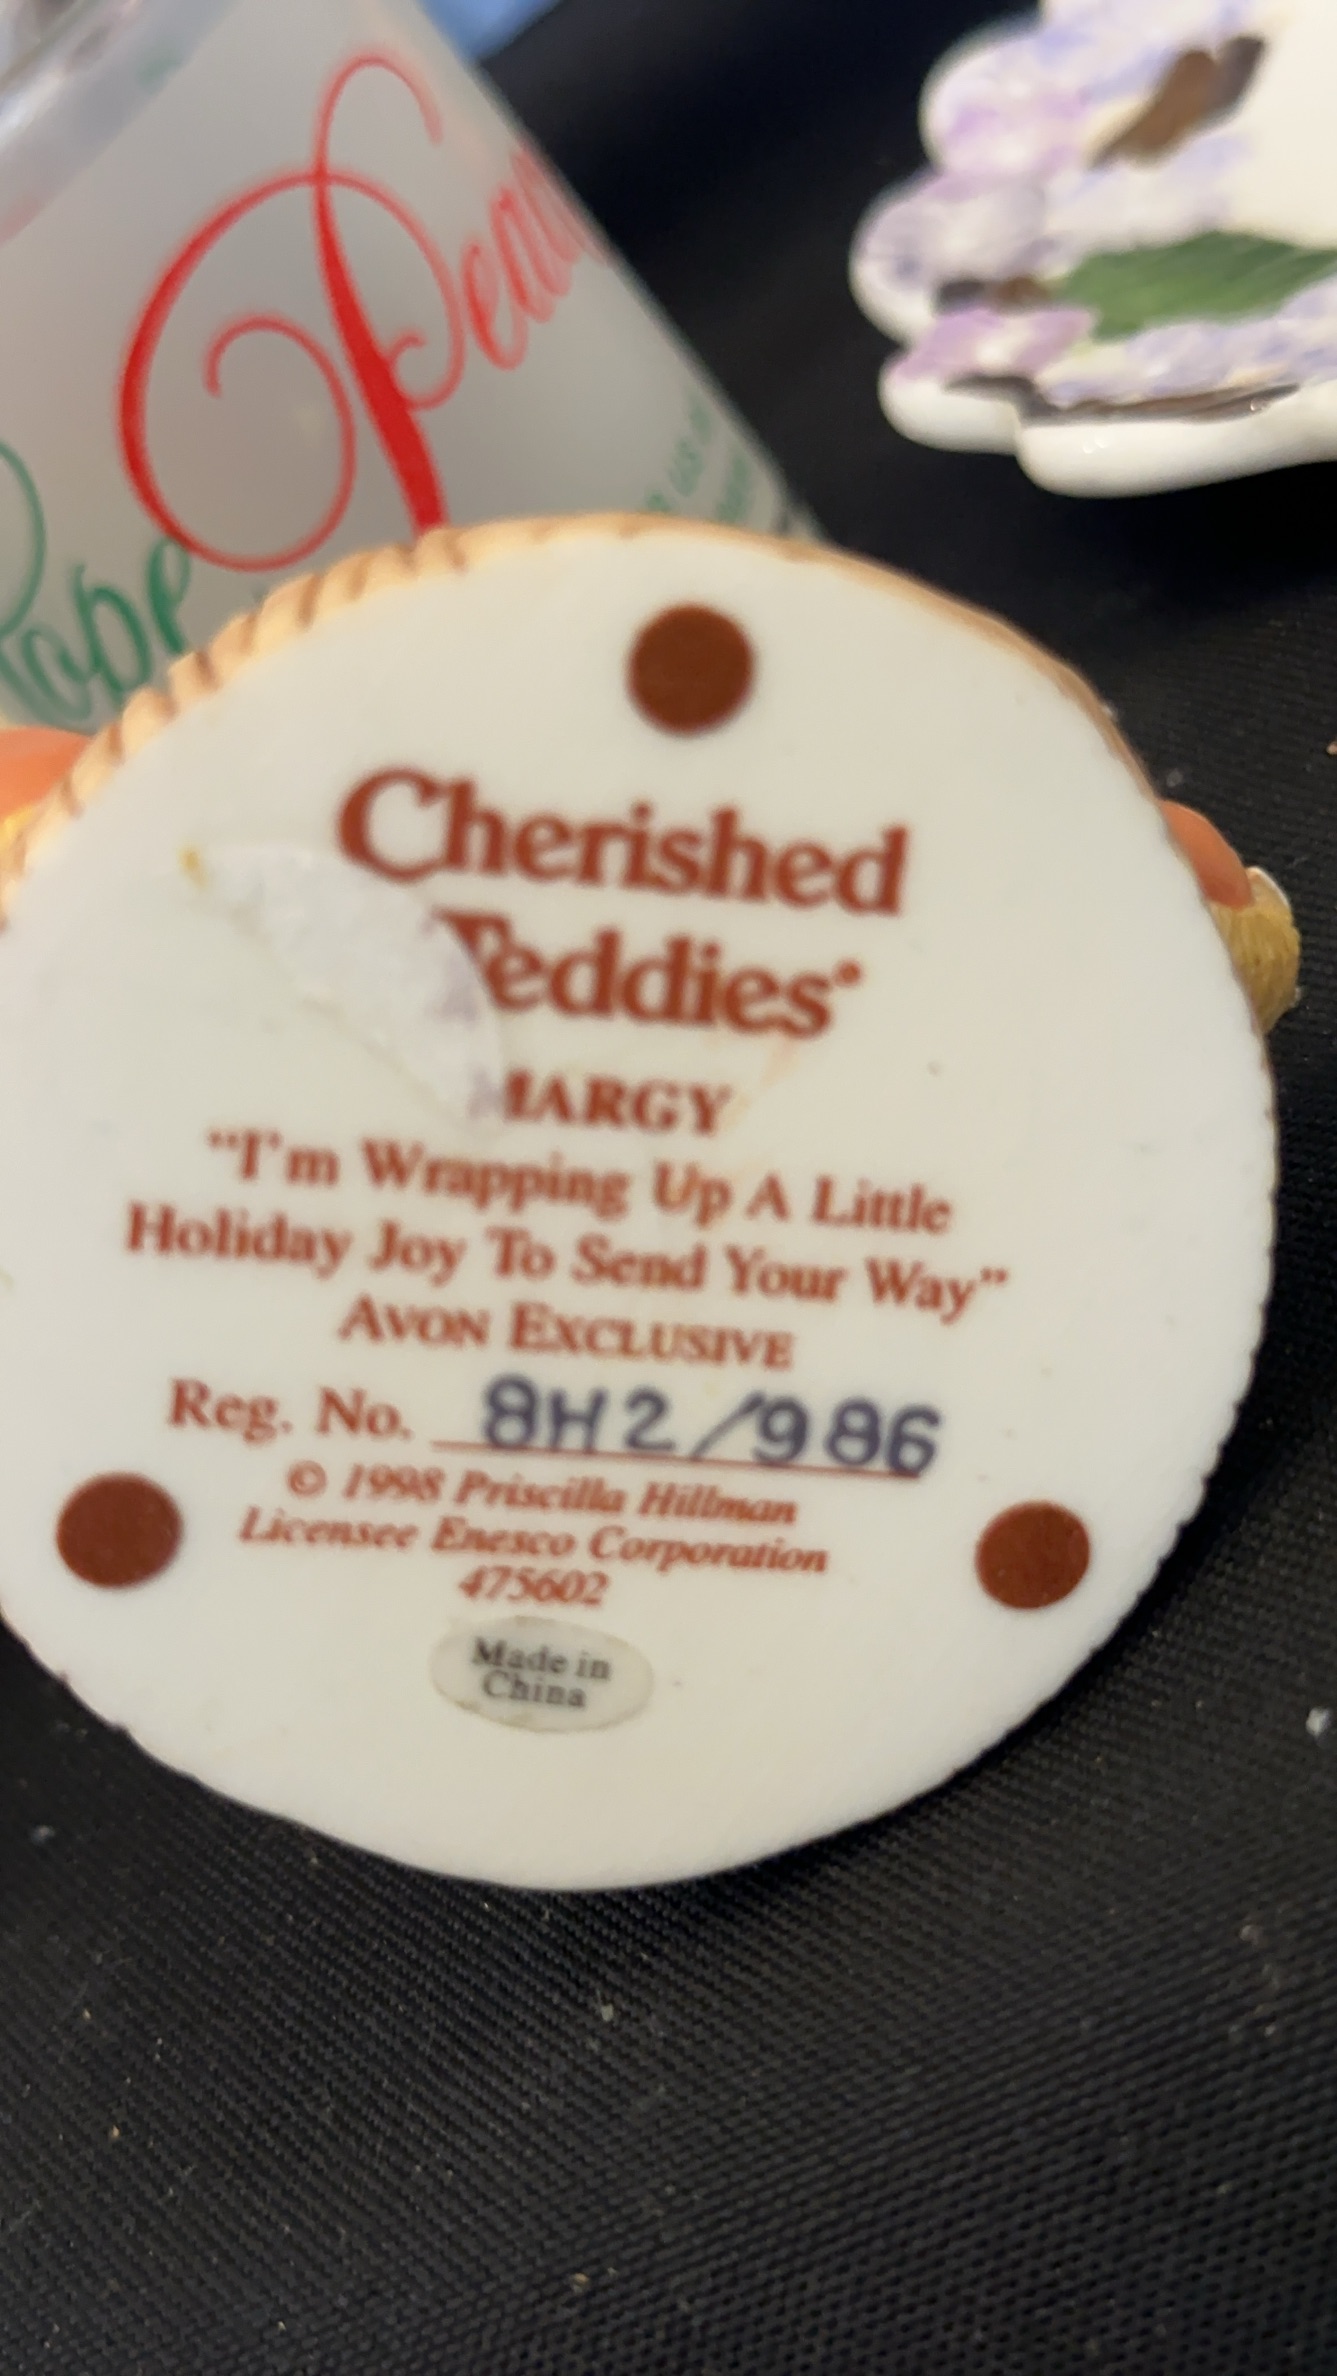 Cherished
Teddies
MARGY
"I'm Wrapping Up A Little
Holiday Joy To Send Your Way"
AVON EXCLUSIVE
Reg. No. 8H2/986
© 1998 Priscilla Hillman
Licensee Enesco Corporation
475602
Made in
China